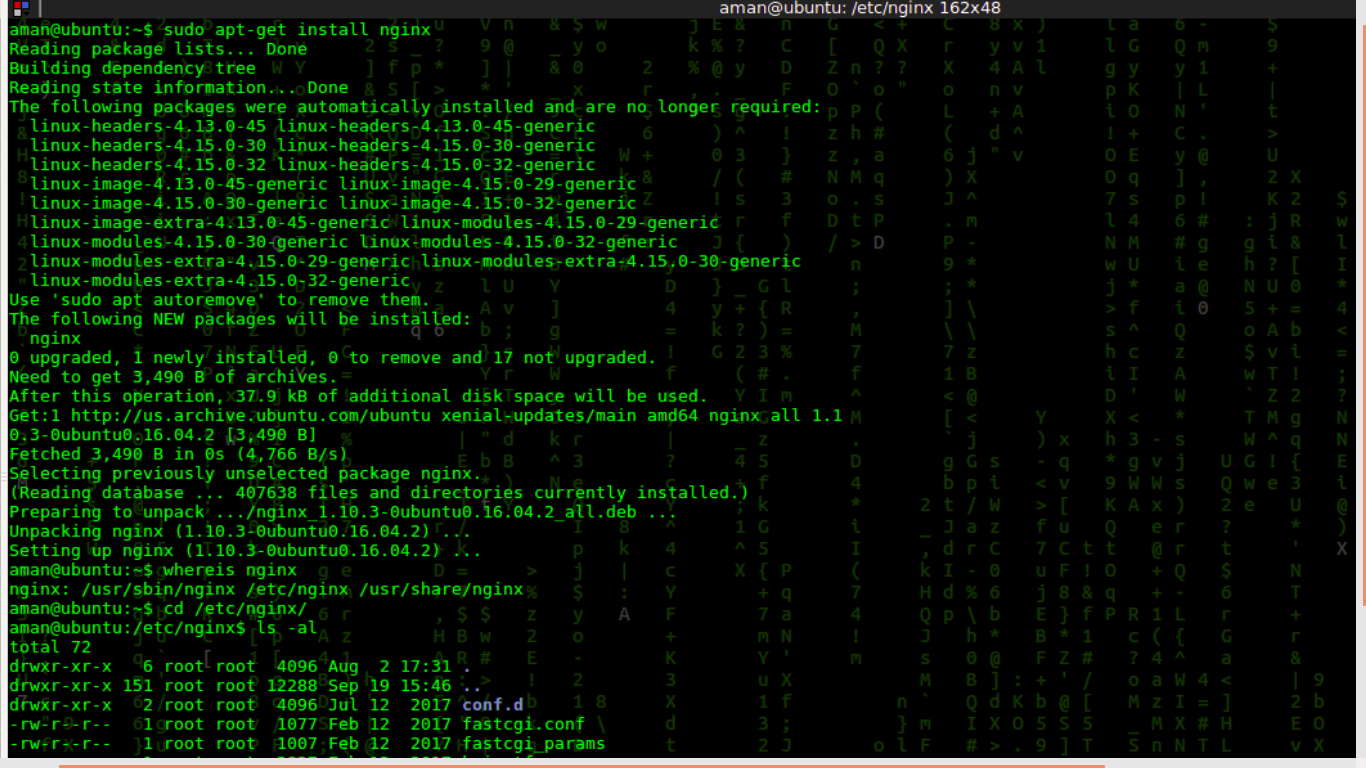 aman@ubuntu: /etc/nginx 162x48
aman@ubuntu:~$ sudo apt-get install nginx
Reading package lists... Done
Building dependency tree
Reading state information... Done
The following packages were automatically installed and are no longer required:
  linux-headers-4.13.0-45 linux-headers-4.13.0-45-generic
  linux-headers-4.15.0-30 linux-headers-4.15.0-30-generic
  linux-headers-4.15.0-32 linux-headers-4.15.0-32-generic
  linux-image-4.13.0-45-generic linux-image-4.15.0-29-generic
  linux-image-4.15.0-30-generic linux-image-4.15.0-32-generic
  linux-image-extra-4.13.0-45-generic linux-modules-4.15.0-29-generic
  linux-modules-4.15.0-30-generic linux-modules-4.15.0-32-generic
  linux-modules-extra-4.15.0-29-generic linux-modules-extra-4.15.0-30-generic
  linux-modules-extra-4.15.0-32-generic
Use 'sudo apt autoremove' to remove them.
The following NEW packages will be installed:
  nginx
0 upgraded, 1 newly installed, 0 to remove and 17 not upgraded.
Need to get 3,490 B of archives.
After this operation, 37.9 kB of additional disk space will be used.
Get:1 http://us.archive.ubuntu.com/ubuntu xenial-updates/main amd64 nginx all 1.1
0.3-0ubuntu0.16.04.2 [3,490 B]
Fetched 3,490 B in 0s (4,766 B/s)
Selecting previously unselected package nginx.
(Reading database ... 407638 files and directories currently installed.)
Preparing to unpack .../nginx_1.10.3-0ubuntu0.16.04.2_all.deb ...
Unpacking nginx (1.10.3-0ubuntu0.16.04.2) ...
Setting up nginx (1.10.3-0ubuntu0.16.04.2) ...
aman@ubuntu:~$ whereis nginx
nginx: /usr/sbin/nginx /etc/nginx /usr/share/nginx
aman@ubuntu:~$ cd /etc/nginx/
aman@ubuntu:/etc/nginx$ ls -al
total 72
drwxr-xr-x   6 root root  4096 Aug  2 17:31 .
drwxr-xr-x 151 root root 12288 Sep 19 15:46 ..
drwxr-xr-x   2 root root  4096 Jul 12  2017 conf.d
-rw-r--r--   1 root root  1077 Feb 12  2017 fastcgi.conf
-rw-r--r--   1 root root  1007 Feb 12  2017 fastcgi_params